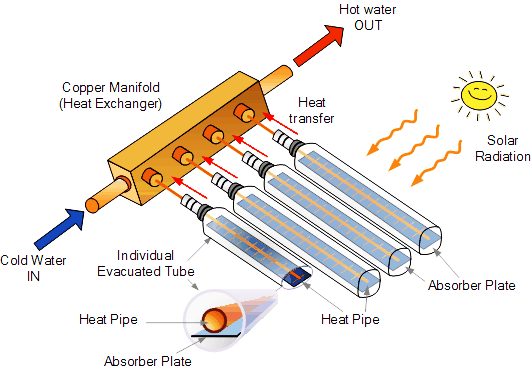 Hot water
OUT
Copper Manifold
(Heat Exchanger)
Heat
transfer
Solar
Radiation
Cold Water
IN
Individual
Evacuated Tube
Absorber Plate
Heat Pipe
Heat Pipe
Absorber Plate